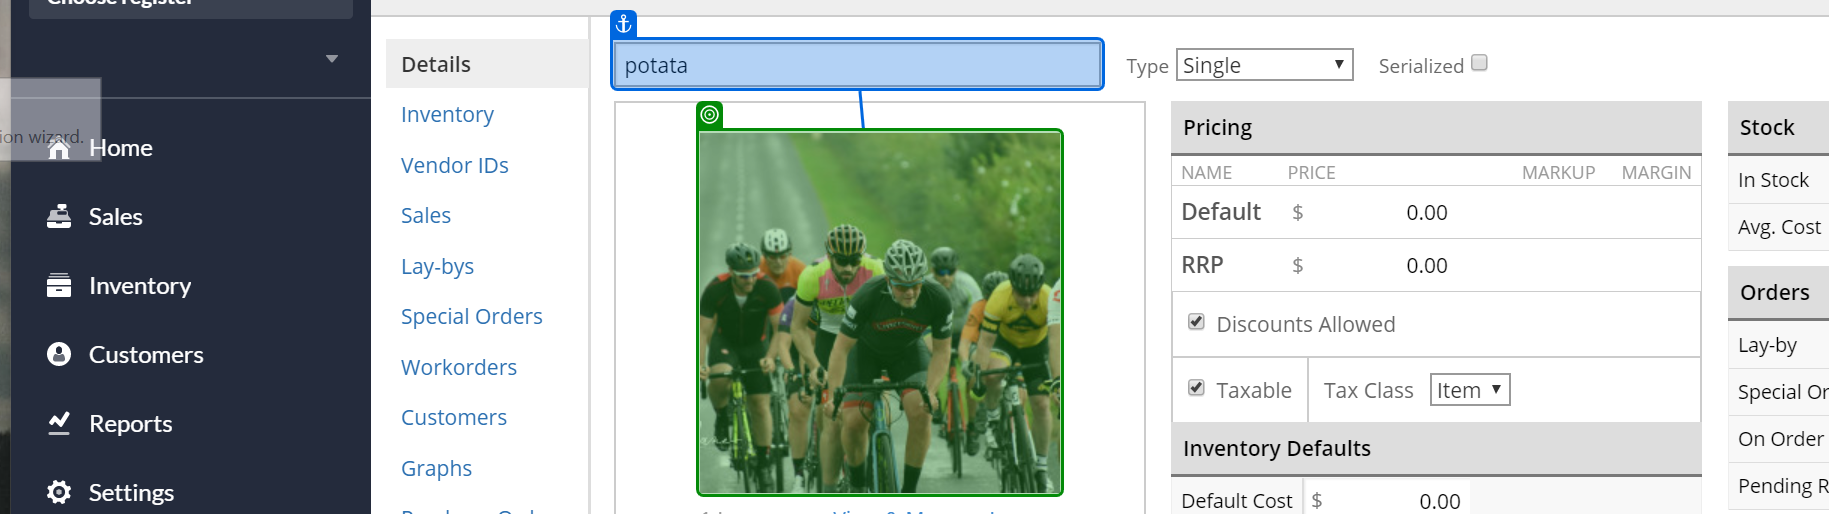 Choose register
ion wizard.
Home
Sales
Inventory
Customers
Reports
Settings
Details
Inventory
Vendor IDs
Sales
Lay-bys
Special Orders
Workorders
Customers
Graphs
potata
Type Single Serialized
Pricing
NAME PRICE MARKUP MARGIN
Default $ 0.00
RRP $ 0.00
Discounts Allowed
Taxable Tax Class Item
Inventory Defaults
Default Cost $ 0.00
Stock
In Stock
Avg. Cost
Orders
Lay-by
Special Or
On Order
Pending R